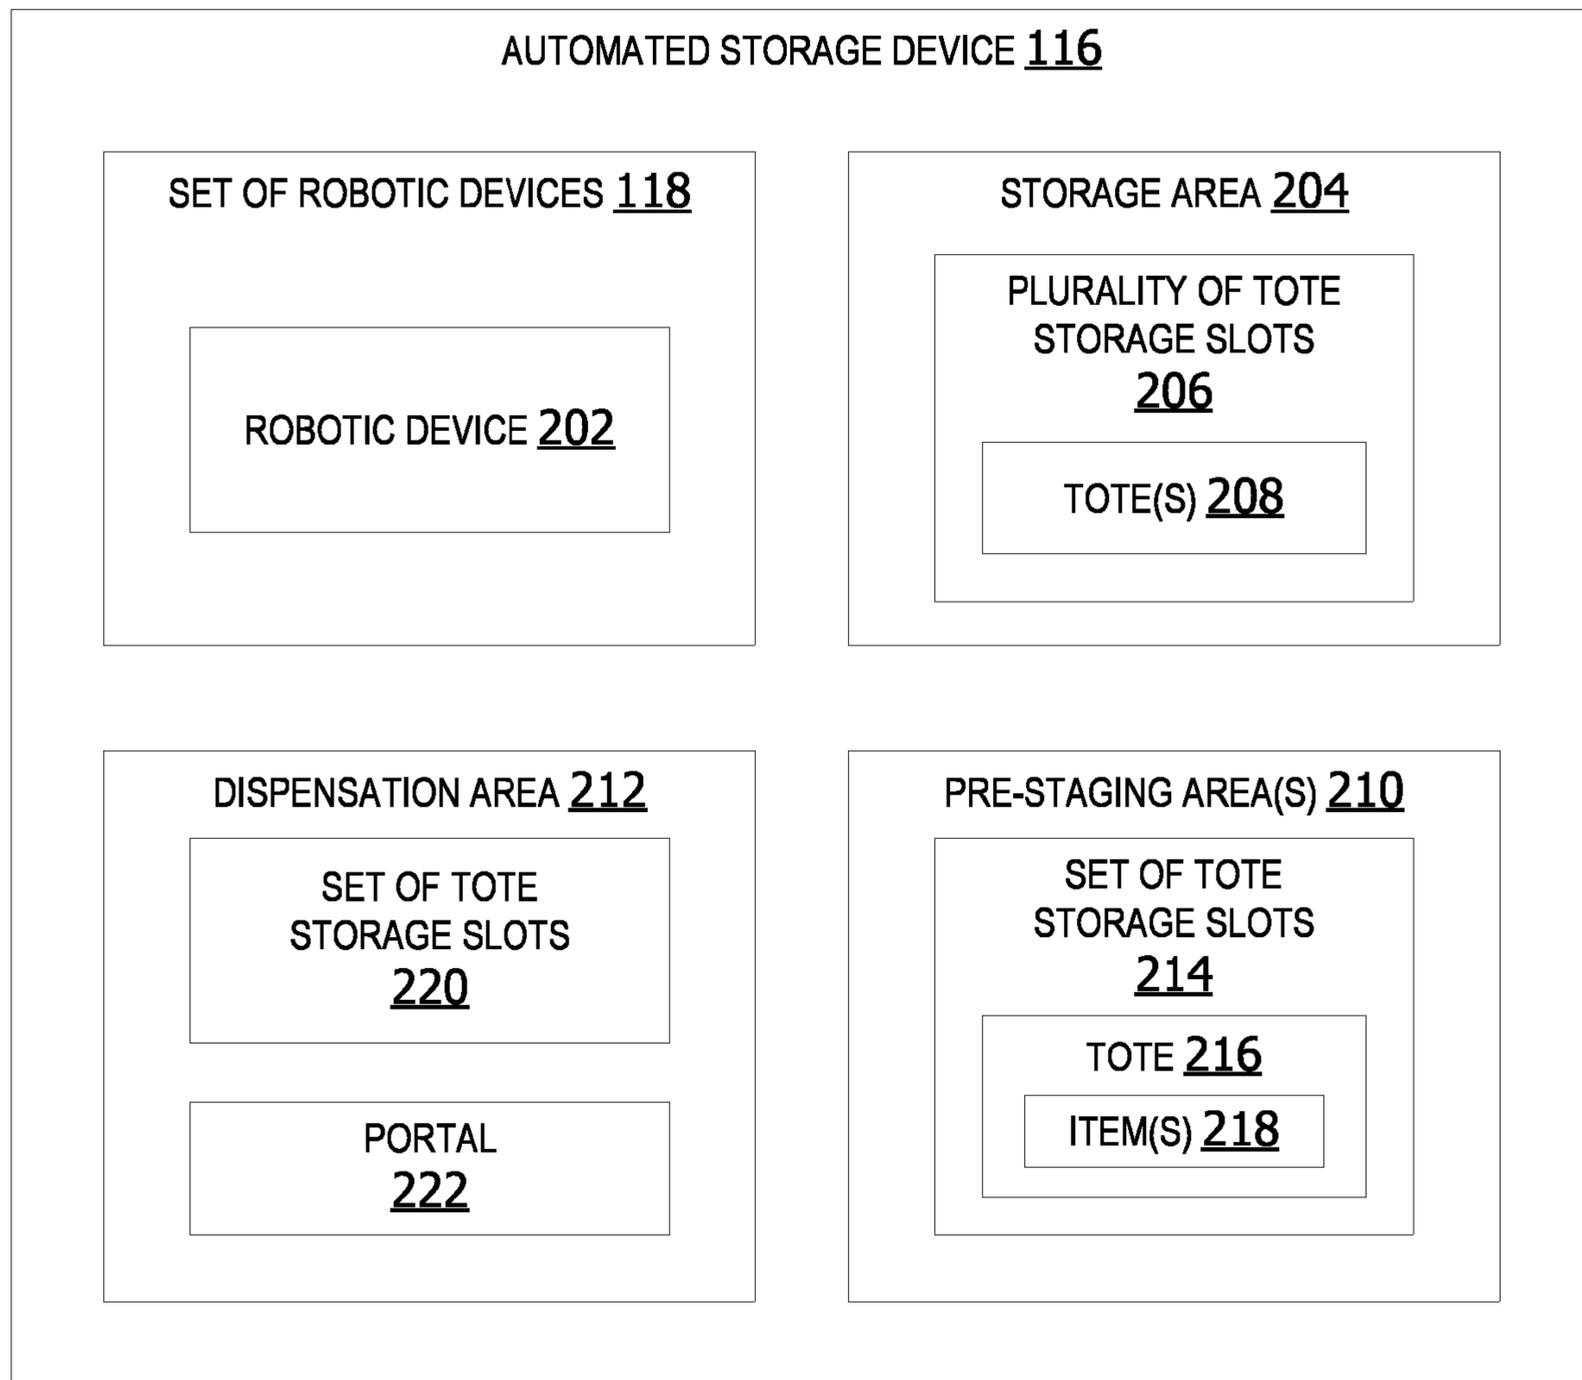 AUTOMATED STORAGE DEVICE 116
SET OF ROBOTIC DEVICES 118
ROBOTIC DEVICE 202
STORAGE AREA 204
PLURALITY OF TOTE
STORAGE SLOTS
206
TOTE(S) 208
DISPENSATION AREA 212
SET OF TOTE
STORAGE SLOTS
220
PORTAL
222
PRE-STAGING AREA(S) 210
SET OF TOTE
STORAGE SLOTS
214
TOTE 216
ITEM(S) 218